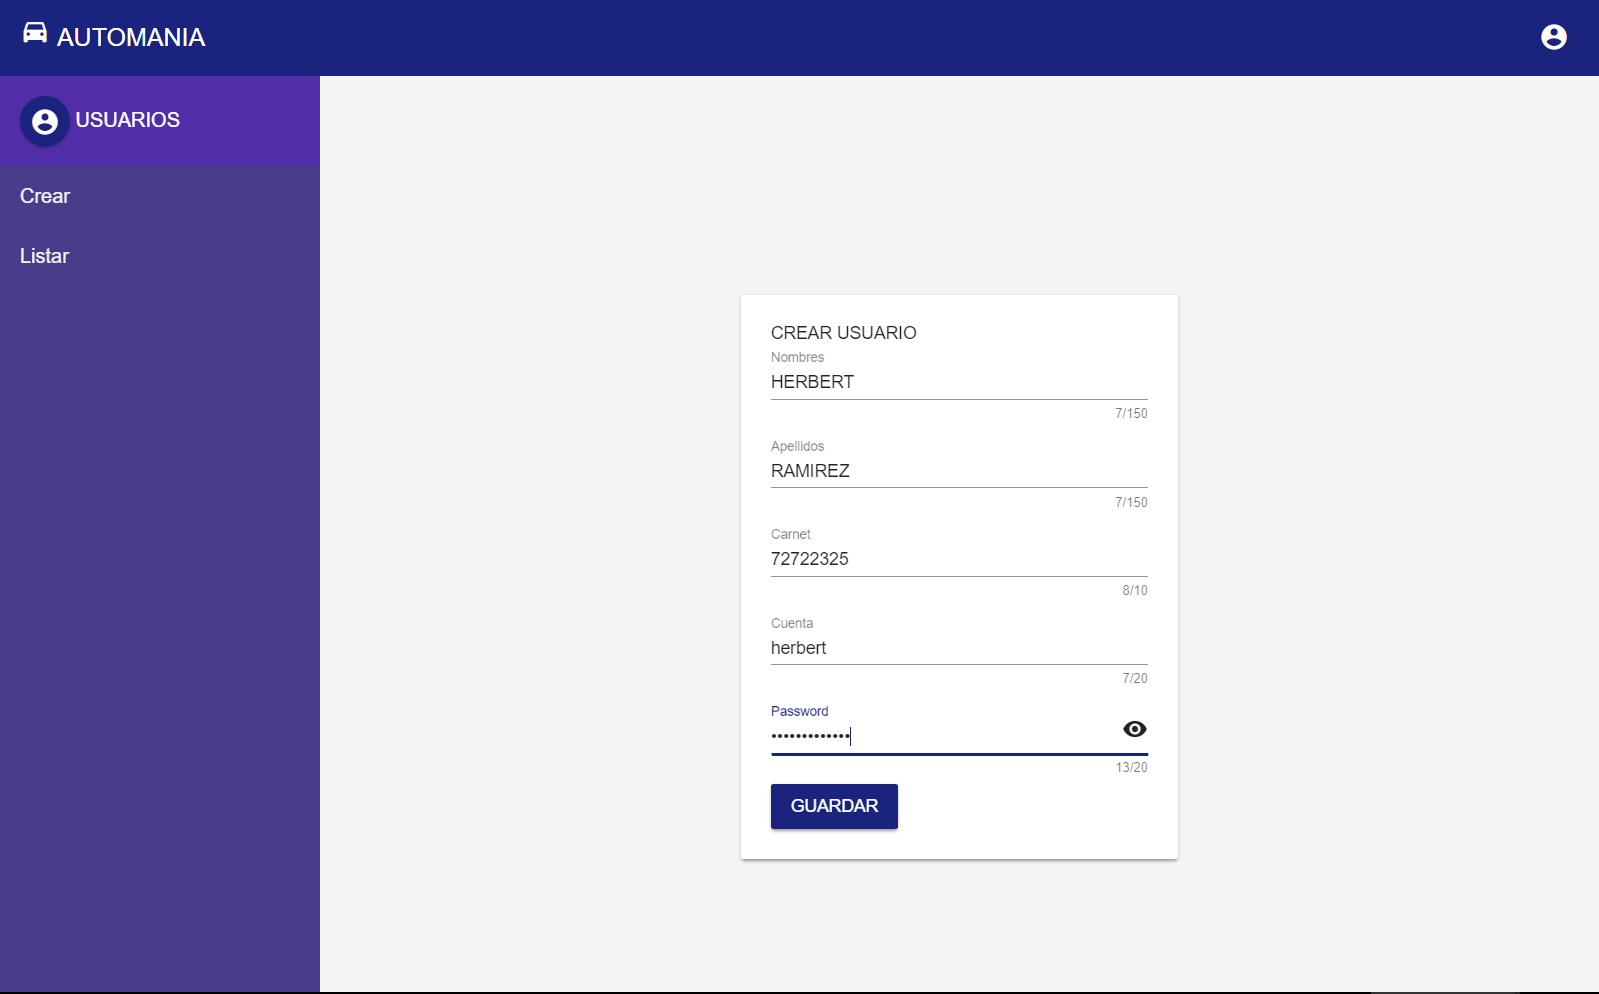 AUTOMANIA
USUARIOS
Crear
Listar
CREAR USUARIO
Nombres
HERBERT
7/150
Apellidos
RAMIREZ
7/150
Carnet
72722325
8/10
Cuenta
herbert
7/20
Password
•••••••••••••
13/20
GUARDAR